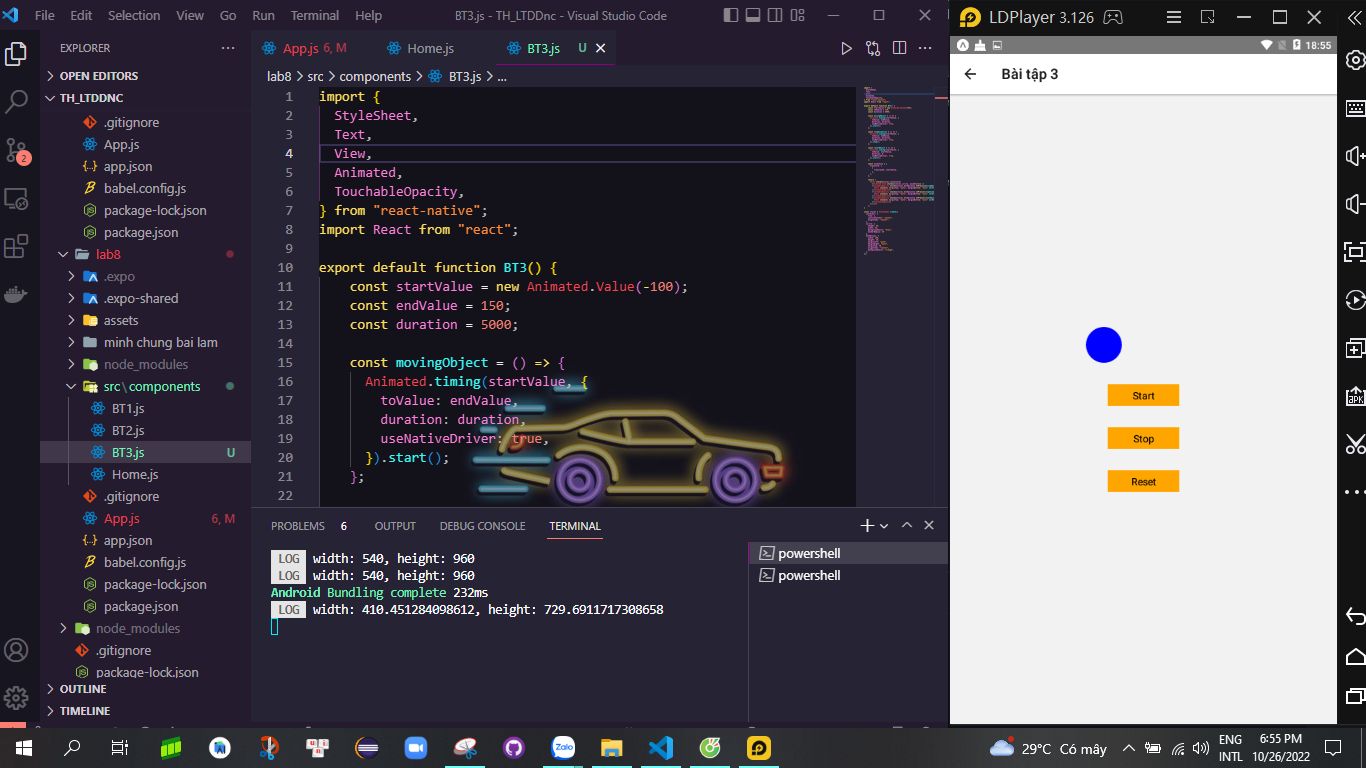 File Edit Selection View Go Run Terminal Help
BT3.js - TH_LTDDnc - Visual Studio Code
LDPlayer 3.126
EXPLORER
OPEN EDITORS
TH_LTDDNC
.gitignore
App.js
app.json
babel.config.js
package-lock.json
package.json
lab8
.expo
.expo-shared
assets
minh chung bai lam
node_modules
src\components
BT1.js
BT2.js
BT3.js U
Home.js
.gitignore
App.js 6, M
app.json
babel.config.js
package-lock.json
package.json
node_modules
.gitignore
package-lock.json
OUTLINE
TIMELINE
2
App.js 6, M Home.js BT3.js U
lab8 > src > components > BT3.js > ...
1 import {
2 StyleSheet,
3 Text,
4 View,
5 Animated,
6 TouchableOpacity,
7 } from "react-native";
8 import React from "react";
9
10 export default function BT3() {
11 const startValue = new Animated.Value(-100);
12 const endValue = 150;
13 const duration = 5000;
14
15 const movingObject = () => {
16 Animated.timing(startValue, {
17 toValue: endValue,
18 duration: duration,
19 useNativeDriver: true,
20 }).start();
21 };
22
PROBLEMS 6 OUTPUT DEBUG CONSOLE TERMINAL
LOG width: 540, height: 960
LOG width: 540, height: 960
Android Bundling complete 232ms
LOG width: 410.451284098612, height: 729.6911717308658
powershell
powershell
18:55
Bài tập 3
Start
Stop
Reset
APK
Zalo
29°C Có mây
ENG
INTL
6:55 PM
10/26/2022